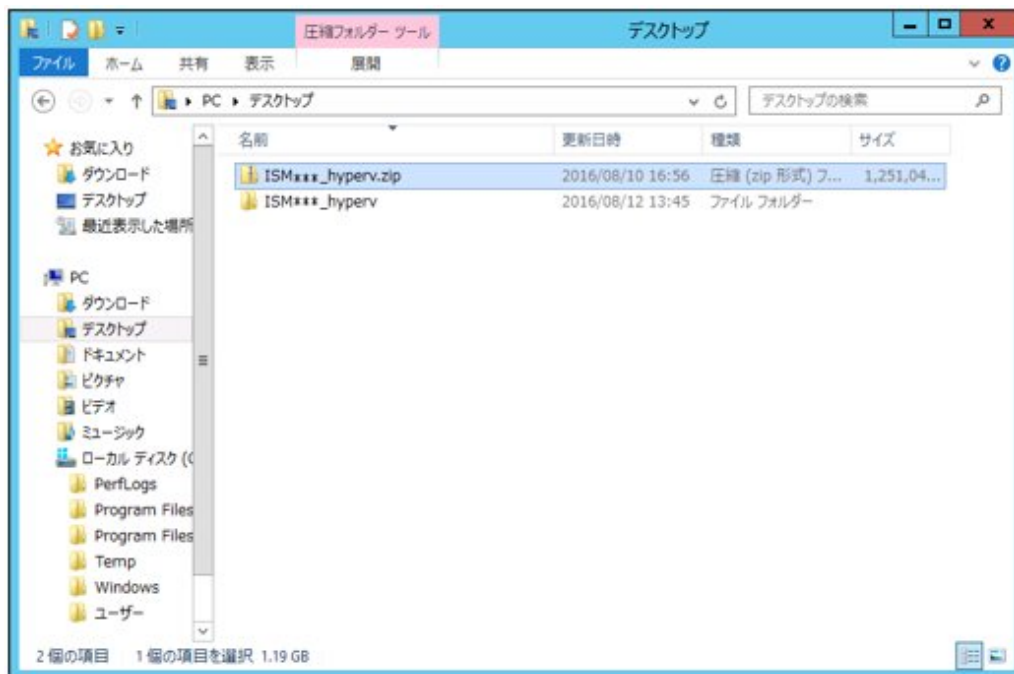 圧縮フォルダー ツール
デスクトップ
ファイル ホーム 共有 表示 展開
PC デスクトップ
デスクトップの検索
お気に入り
ダウンロード
デスクトップ
最近表示した場所
PC
ダウンロード
デスクトップ
ドキュメント
ピクチャ
ビデオ
ミュージック
ローカル ディスク (C
PerfLogs
Program Files
Program Files
Temp
Windows
ユーザー
名前 更新日時 種類 サイズ
ISM***_hyperv.zip 2016/08/10 16:56 圧縮 (zip 形式) フ... 1,251,04...
ISM***_hyperv 2016/08/12 13:45 ファイル フォルダー
2 個の項目 1 個の項目を選択 1.19 GB